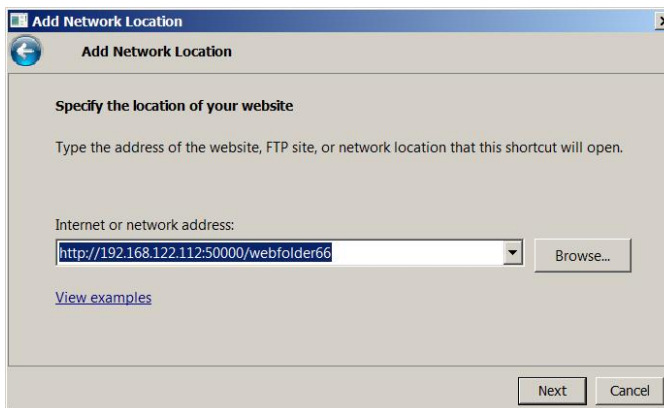 Add Network Location
Add Network Location
Specify the location of your website
Type the address of the website, FTP site, or network location that this shortcut will open.
Internet or network address:
http://192.168.122.112:50000/webfolder66
Browse...
View examples
Next
Cancel